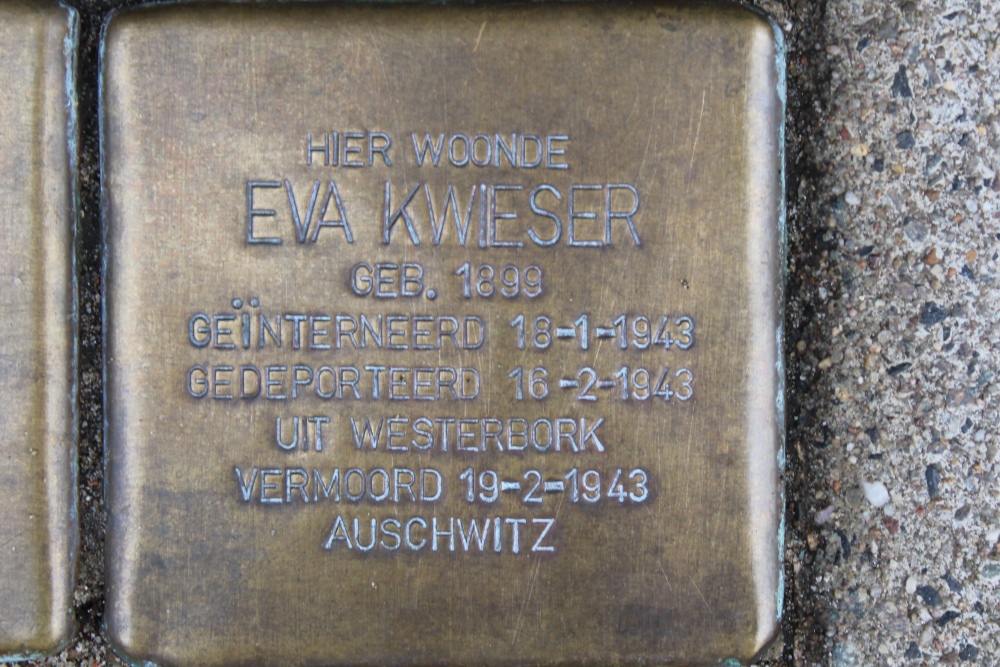 HIER WOONDE
EVA KWIESER
GEB. 1899
GEÏNTERNEERD 18-1-1943
GEDEPORTEERD 16-2-1943
UIT WESTERBORK
VERMOORD 19-2-1943
AUSCHWITZ